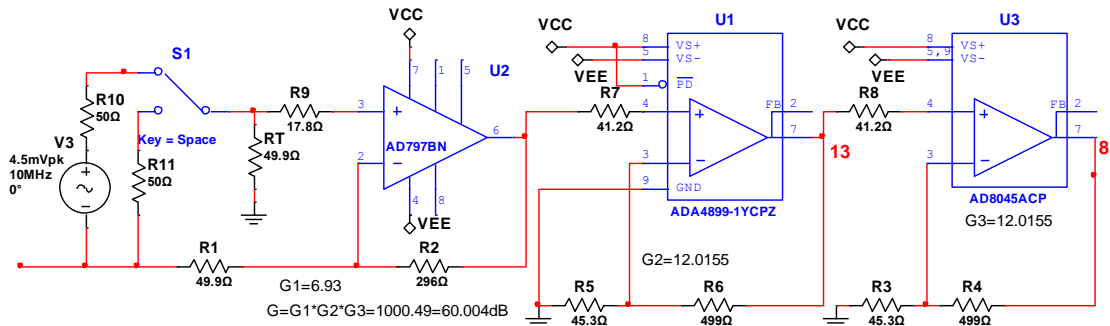 S1
Key = Space
R10
50Ω
V3
4.5mVpk
10MHz
0°
R11
50Ω
R9
17.8Ω
RT
49.9Ω
VCC
U2
7
1
5
3
+
AD797BN
6
2
−
4
8
VEE
R1
49.9Ω
R2
296Ω
G1=6.93
G=G1*G2*G3=1000.49=60.004dB
U1
VCC
8
VS+
5
VS-
VEE
1
PD
R7
41.2Ω
4
+
FB
2
7
13
3
−
9
GND
ADA4899-1YCPZ
G2=12.0155
R5
45.3Ω
R6
499Ω
U3
VCC
8
VS+
5, 9
VS-
VEE
R8
41.2Ω
4
+
FB
2
7
8
3
−
AD8045ACP
G3=12.0155
R3
45.3Ω
R4
499Ω